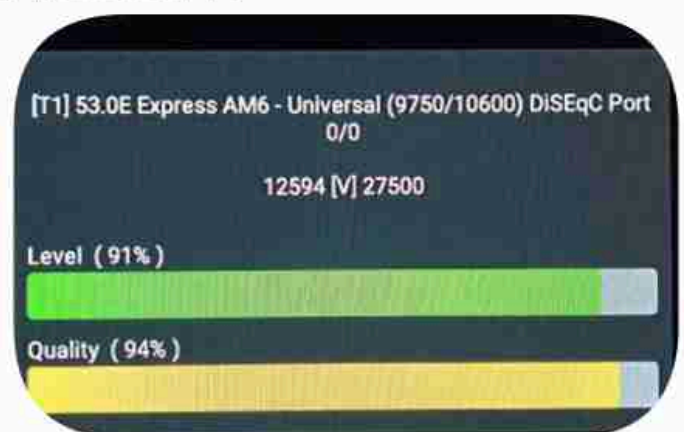 [T1] 53.0E Express AM6 - Universal (9750/10600) DiSEqC Port
0/0
12594 [V] 27500
Level ( 91% )
Quality ( 94% )